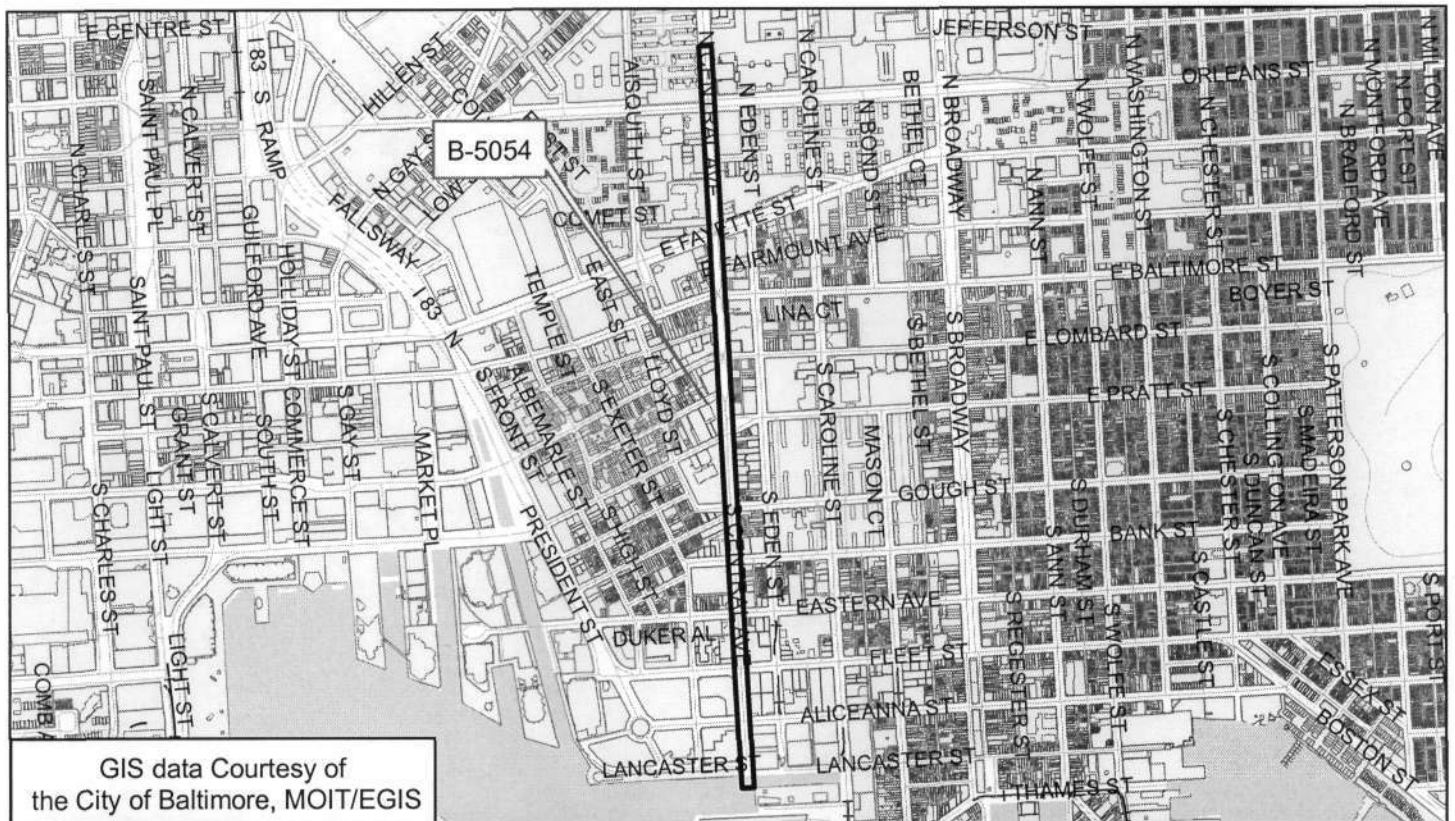 E CENTRE ST
I 83 S RAMP
HILLEN ST
AISQUITH ST
N CAROLINE ST
JEFFERSON ST
N WASHINGTON ST
ORLEANS ST
N MONTFORD AVE
N PORT ST
N MILTON AVE
SAINT PAUL PL
N CALVERT ST
N CHARLES ST
N GAY
B-5054
N EDEN ST
N BOND ST
BETHEL CT
N BROADWAY
N WOLFE ST
N CHESTER ST
N BRADFORD ST
FALLSWAY
COMET ST
E FAYETTE ST
FAIRMOUNT AVE
N ANN ST
E BALTIMORE ST
BOYER ST
GUILFORD AVE
HOLLIDAY ST
I 83 N
TEMPLE ST
EAST ST
LINA CT
E LOMBARD ST
SAINT PAUL ST
LLOYD ST
S BETHEL ST
S BROADWAY
E PRATT ST
S COLLINGTON AVE
S PATTERSON PARK AVE
GRANT ST
S CALVERT ST
SOUTH ST
COMMERCE ST
S GAY ST
MARKET PL
S FRONT ST
ALBEMARLE ST
S EXETER ST
S CAROLINE ST
MASON CT
GOUGH ST
S CHESTER ST
S DUNCAN ST
S MADEIRA ST
S CHARLES ST
LIGHT ST
PRESIDENT ST
S HIGH ST
S CENTRAL AVE
S EDEN ST
BANK ST
S ANN ST
S DURHAM ST
EASTERN AVE
S CASTLE ST
DUKER AL
FLEET ST
S REGESTER ST
S WOLFE ST
S PORT ST
LIGHT ST
ALICEANNA ST
ESSEX ST
BOSTON ST
LANCASTER ST
LANCASTER ST
THAMES ST
GIS data Courtesy of
the City of Baltimore, MOIT/EGIS